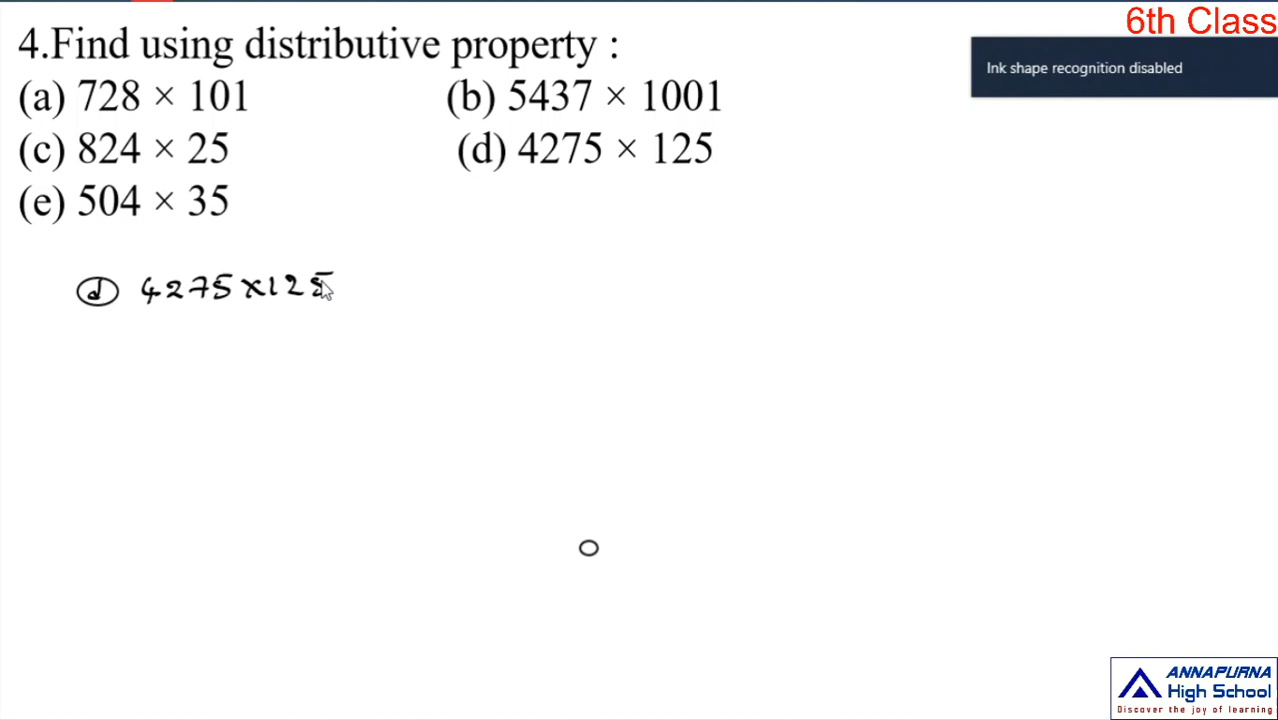 6th Class
4.Find using distributive property :
Ink shape recognition disabled
(a) 728 × 101 (b) 5437 × 1001
(c) 824 × 25 (d) 4275 × 125
(e) 504 × 35
d 4275×125
ANNAPURNA
High School
Discover the joy of learning